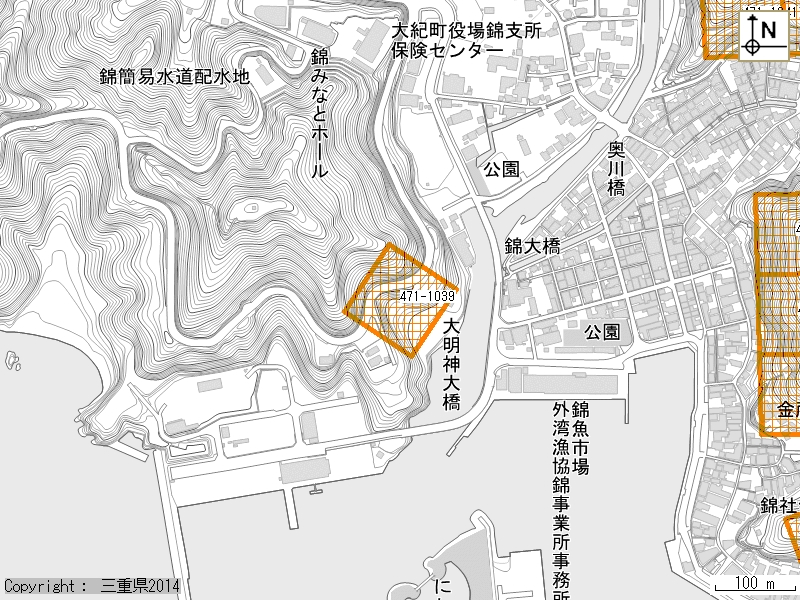 大紀町役場錦支所
保険センター
N
錦簡易水道配水地
錦みなとホール
公園
奥川橋
錦大橋
471-1039
大明神大橋
公園
錦魚市場
外湾漁協錦事業所事務所
錦社
に
100 m
Copyright : 三重県2014